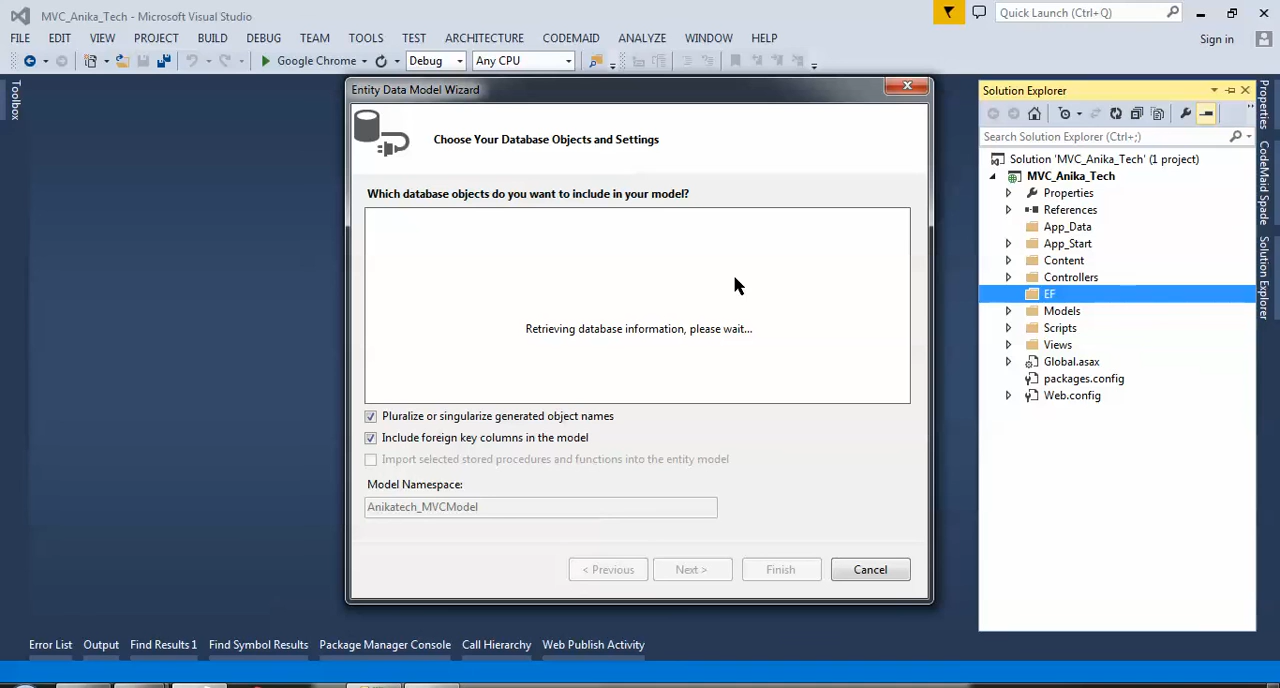 MVC_Anika_Tech - Microsoft Visual Studio
Quick Launch (Ctrl+Q)
FILE EDIT VIEW PROJECT BUILD DEBUG TEAM TOOLS TEST ARCHITECTURE CODEMAID ANALYZE WINDOW HELP
Sign in
Google Chrome Debug Any CPU
Toolbox
Entity Data Model Wizard
Choose Your Database Objects and Settings
Which database objects do you want to include in your model?
Retrieving database information, please wait...
Pluralize or singularize generated object names
Include foreign key columns in the model
Import selected stored procedures and functions into the entity model
Model Namespace:
Anikatech_MVCModel
< Previous Next > Finish Cancel
Solution Explorer
Search Solution Explorer (Ctrl+;)
Solution 'MVC_Anika_Tech' (1 project)
MVC_Anika_Tech
Properties
References
App_Data
App_Start
Content
Controllers
EF
Models
Scripts
Views
Global.asax
packages.config
Web.config
Properties
CodeMaid Spade
Solution Explorer
Error List Output Find Results 1 Find Symbol Results Package Manager Console Call Hierarchy Web Publish Activity